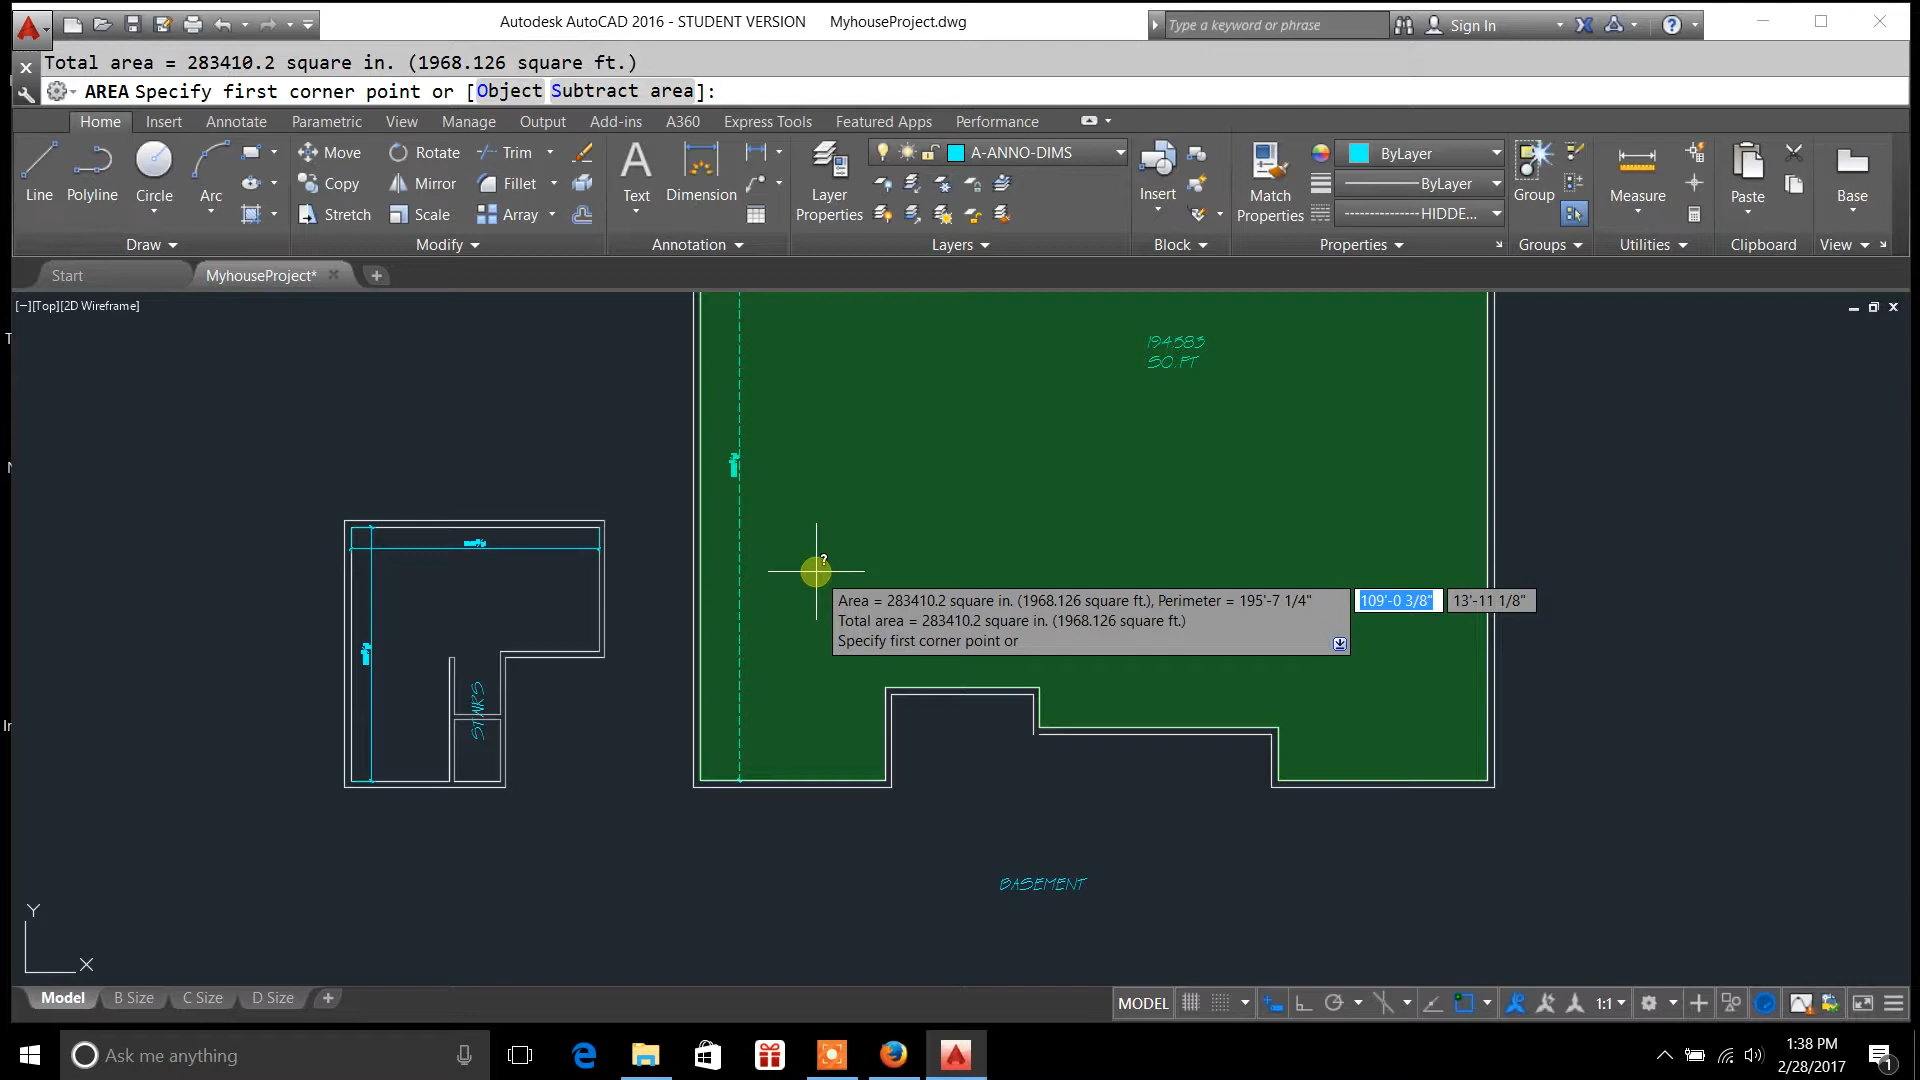 Autodesk AutoCAD 2016 - STUDENT VERSION MyhouseProject.dwg
Type a keyword or phrase
Sign In
Total area = 283410.2 square in. (1968.126 square ft.)
AREA Specify first corner point or [Object Subtract area]:
Home Insert Annotate Parametric View Manage Output Add-ins A360 Express Tools Featured Apps Performance
Line Polyline Circle Arc
Move Rotate Trim
Copy Mirror Fillet
Stretch Scale Array
Text Dimension
Layer Properties
A-ANNO-DIMS
Insert
Match Properties
ByLayer
ByLayer
HIDDE...
Group Measure Paste Base
Draw Modify Annotation Layers Block Properties Groups Utilities Clipboard View
Start MyhouseProject*
[−][Top][2D Wireframe]
194.583
SQ.FT
?
Area = 283410.2 square in. (1968.126 square ft.), Perimeter = 195'-7 1/4"
Total area = 283410.2 square in. (1968.126 square ft.)
Specify first corner point or
109'-0 3/8" 13'-11 1/8"
STAIRS
BASEMENT
Y
X
Model B Size C Size D Size
MODEL 1:1
Ask me anything
1:38 PM
2/28/2017
1